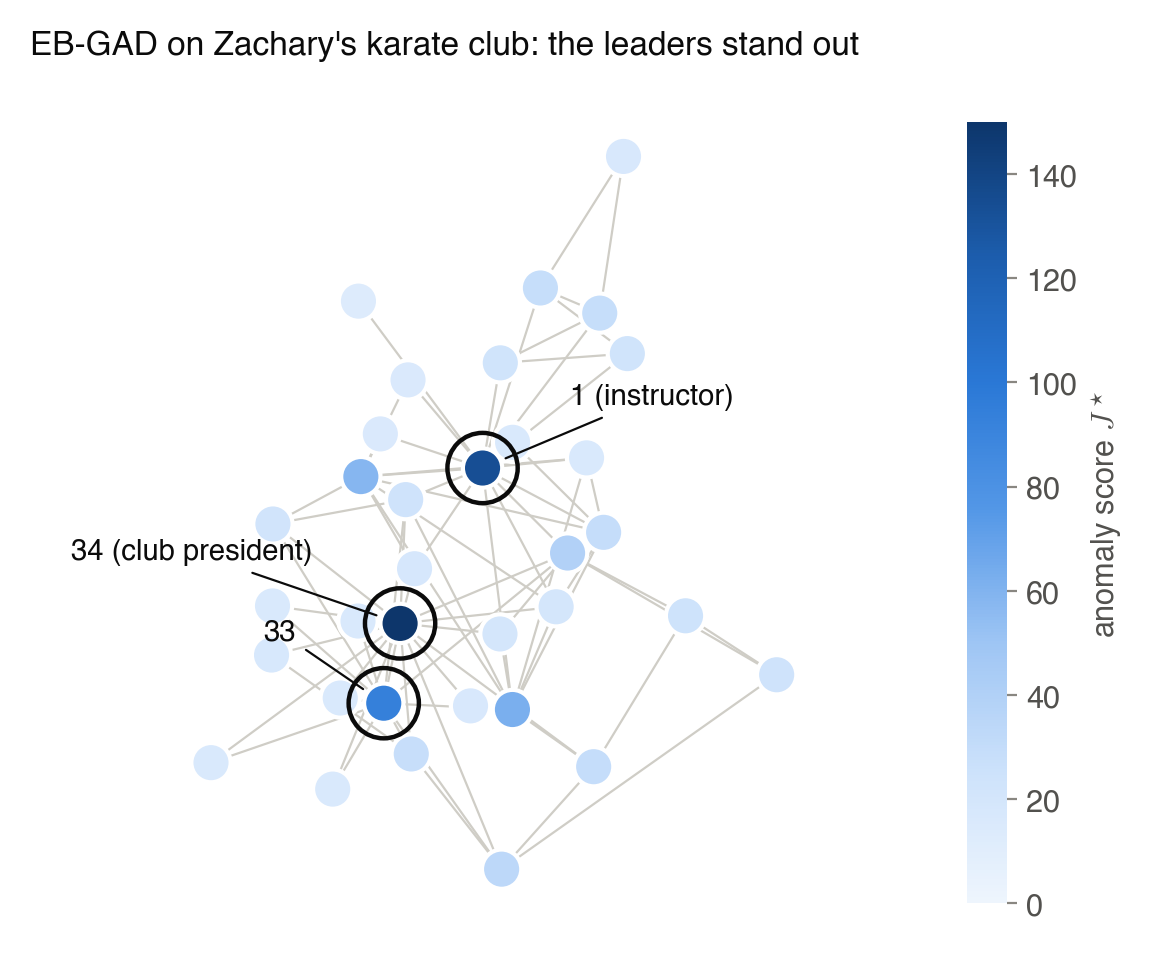 EB-GAD on Zachary's karate club: the leaders stand out
1 (instructor)
34 (club president)
33
140
120
100
80
60
40
20
0
anomaly score J⋆